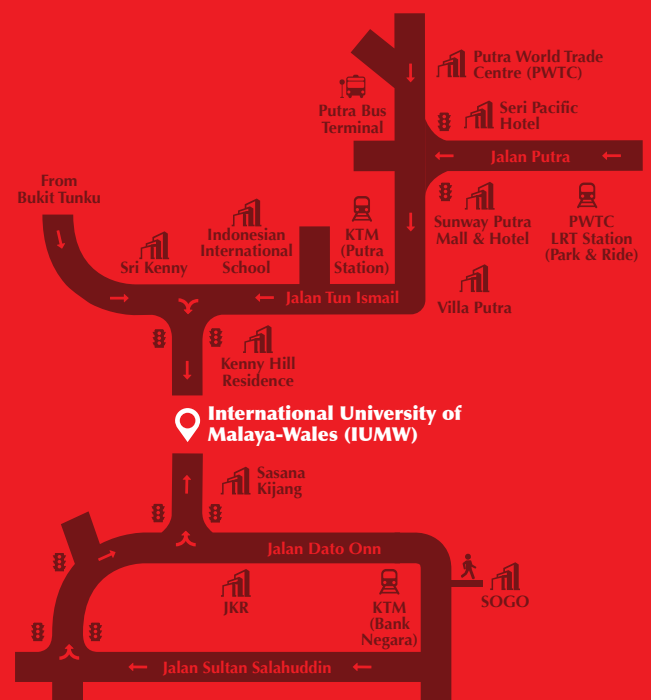 Putra World Trade
Centre (PWTC)
Putra Bus
Terminal
Seri Pacific
Hotel
Jalan Putra
From
Bukit Tunku
Sri Kenny
Indonesian
International
School
KTM
(Putra
Station)
Sunway Putra
Mall & Hotel
PWTC
LRT Station
(Park & Ride)
Jalan Tun Ismail
Villa Putra
Kenny Hill
Residence
International University of
Malaya-Wales (IUMW)
Sasana
Kijang
Jalan Dato Onn
JKR
KTM
(Bank
Negara)
SOGO
Jalan Sultan Salahuddin